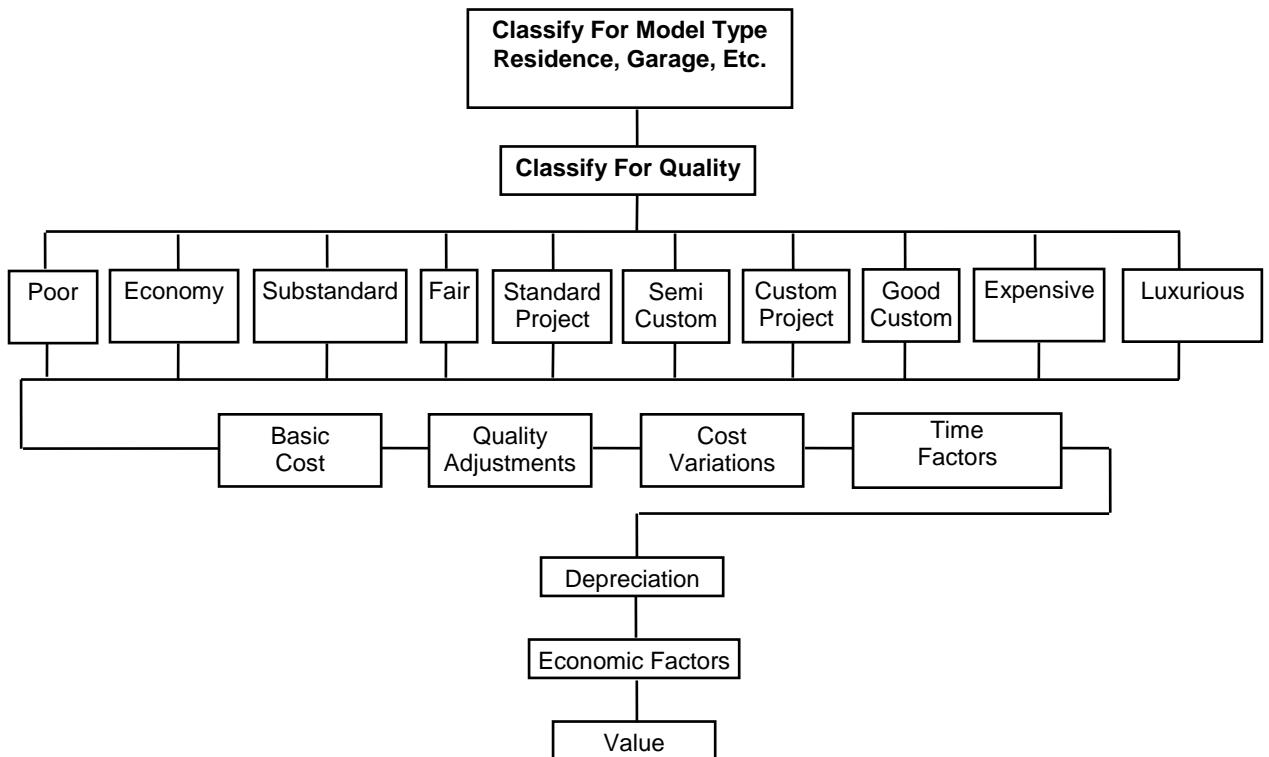 Classify For Model Type
Residence, Garage, Etc.
Classify For Quality
Poor
Economy
Substandard
Fair
Standard
Project
Semi
Custom
Custom
Project
Good
Custom
Expensive
Luxurious
Basic
Cost
Quality
Adjustments
Cost
Variations
Time
Factors
Depreciation
Economic Factors
Value